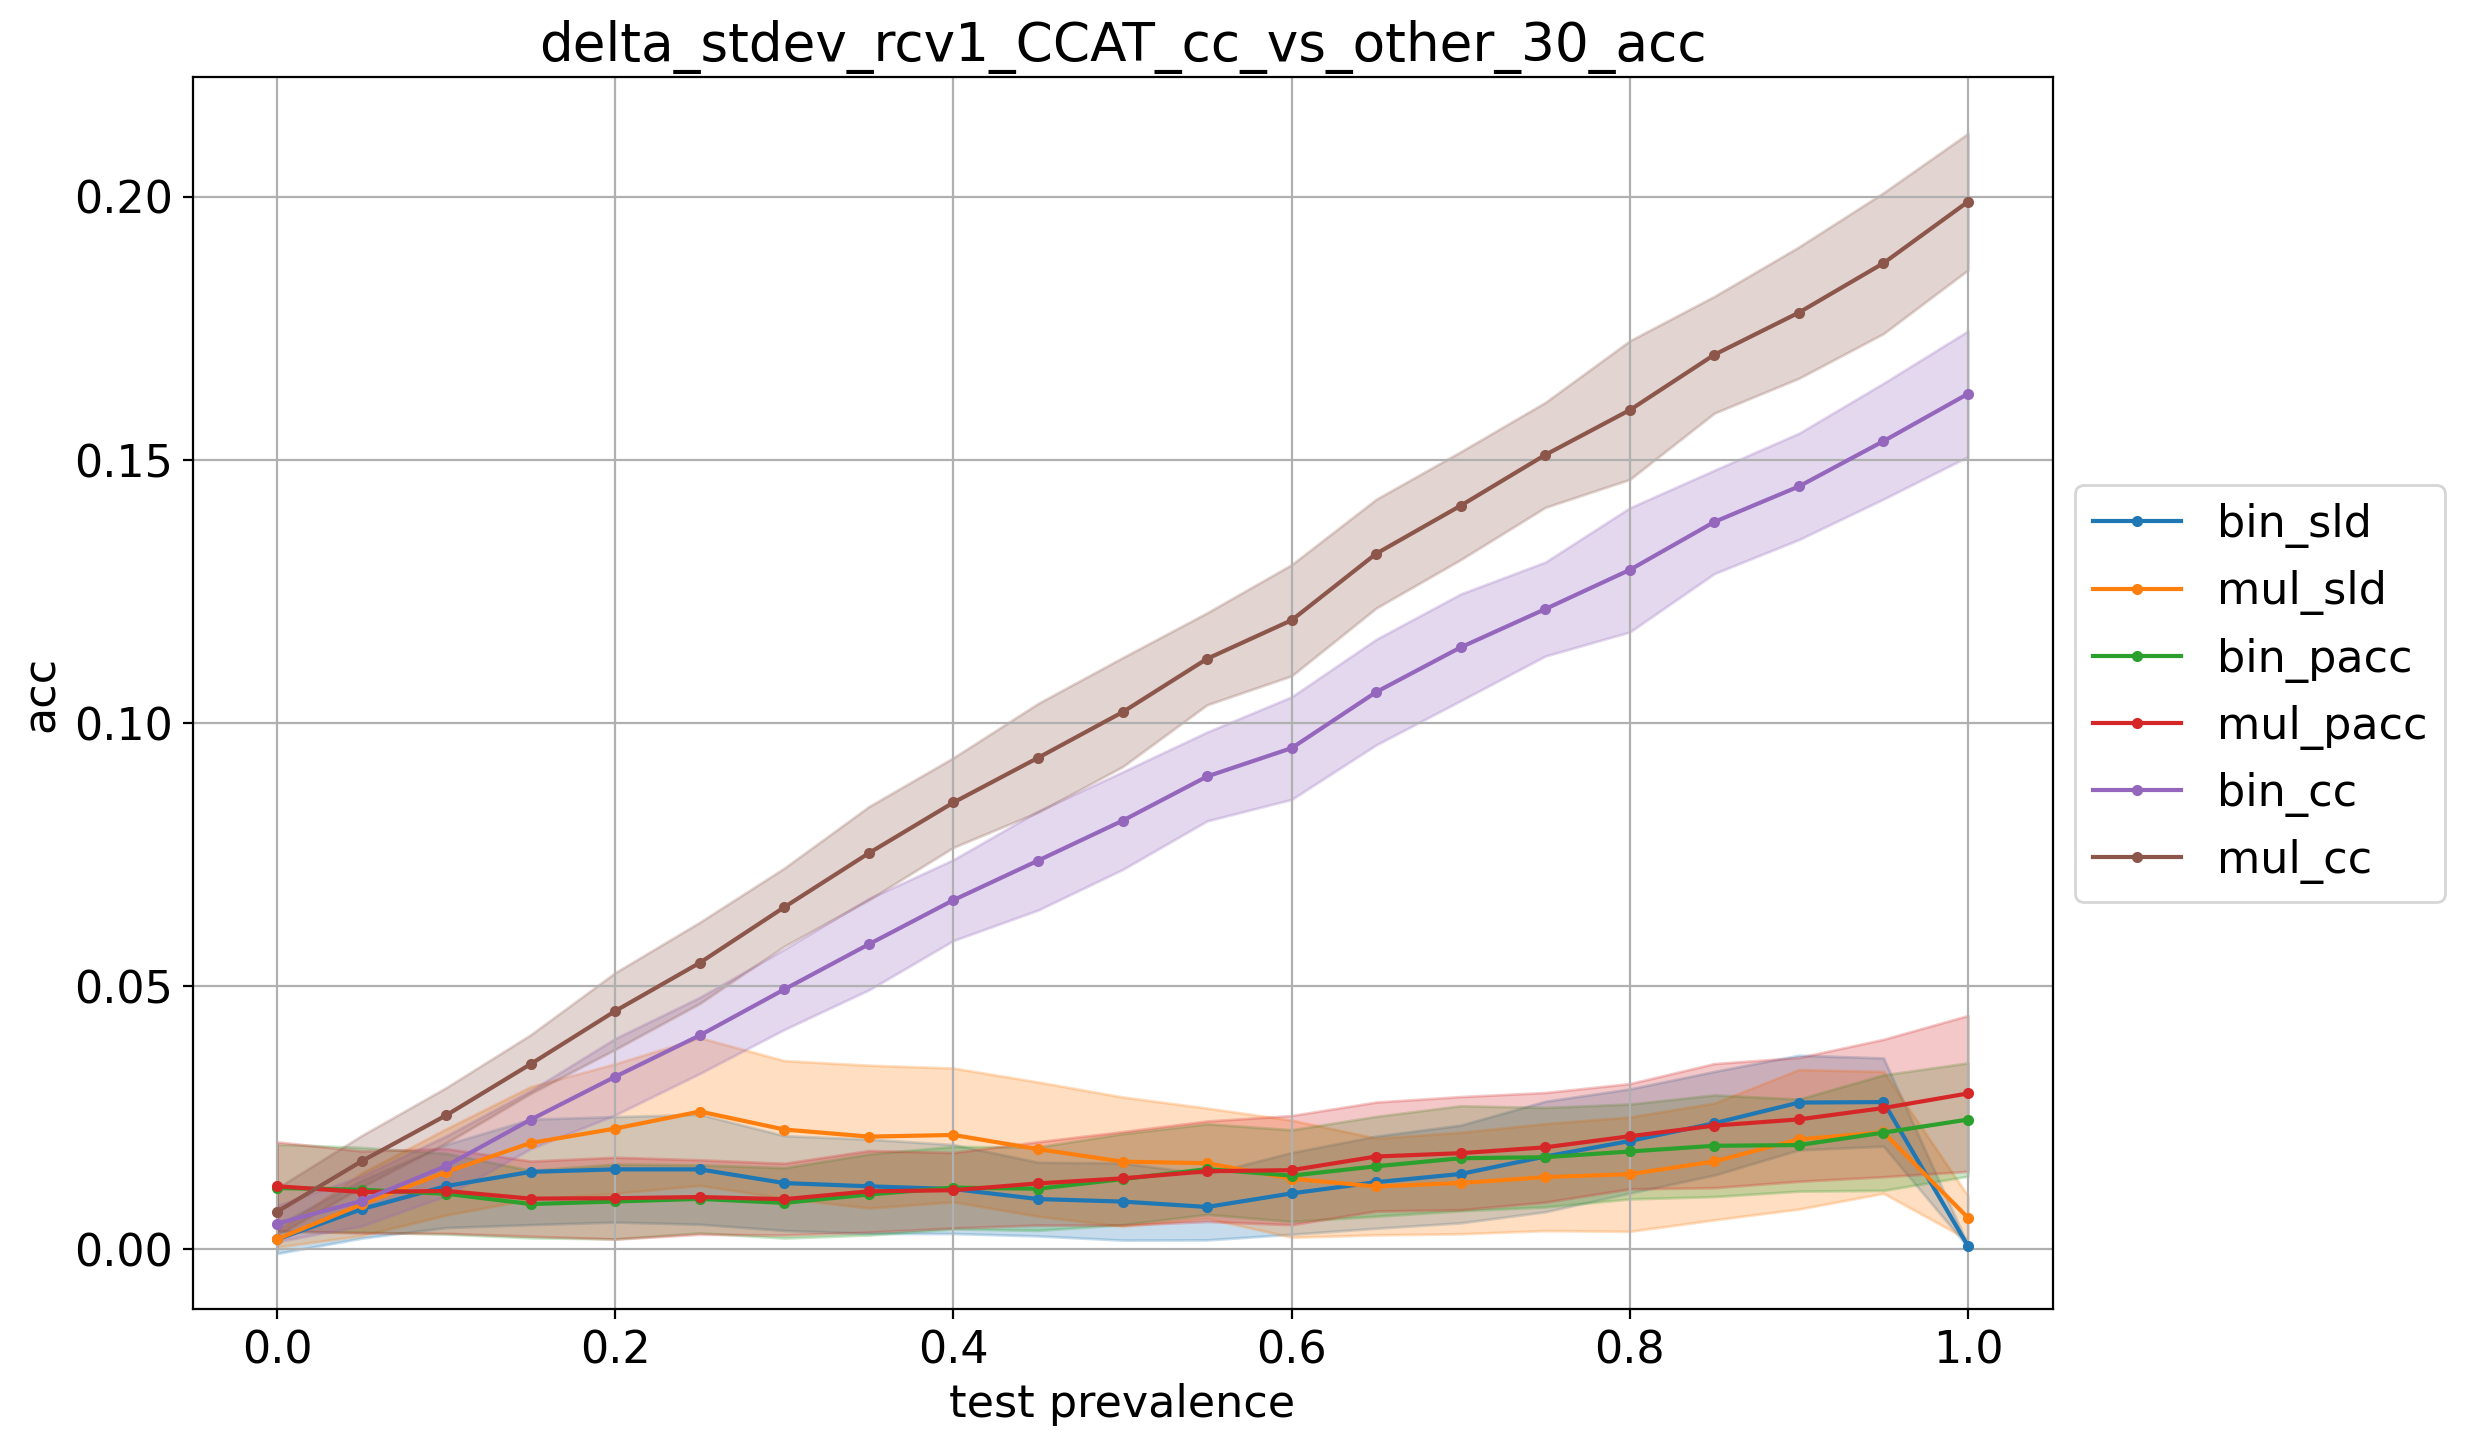 delta_stdev_rcv1_CCAT_cc_vs_other_30_acc
acc
0.20
0.15
0.10
0.05
0.00
0.0 0.2 0.4 0.6 0.8 1.0
test prevalence
bin_sld
mul_sld
bin_pacc
mul_pacc
bin_cc
mul_cc